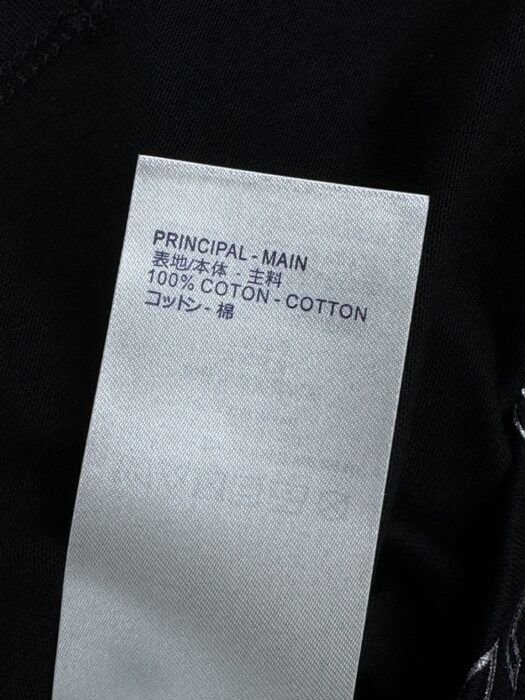 PRINCIPAL - MAIN
表地/本体 - 主料
100% COTON - COTTON
コットン - 棉